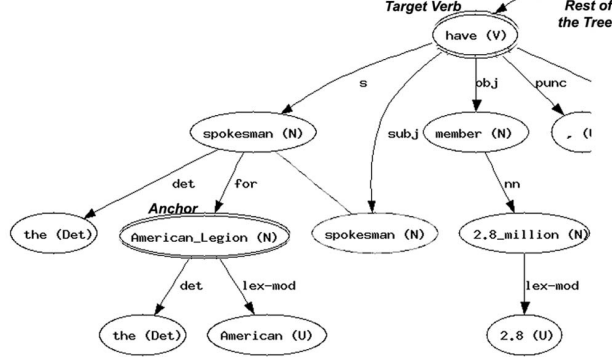 Target Verb
Rest of
the Tree
have (V)
s
obj
punc
subj
spokesman (N)
member (N)
, (
det
for
nn
Anchor
the (Det)
American_Legion (N)
spokesman (N)
2.8_million (N)
det
lex-mod
lex-mod
the (Det)
American (U)
2.8 (U)